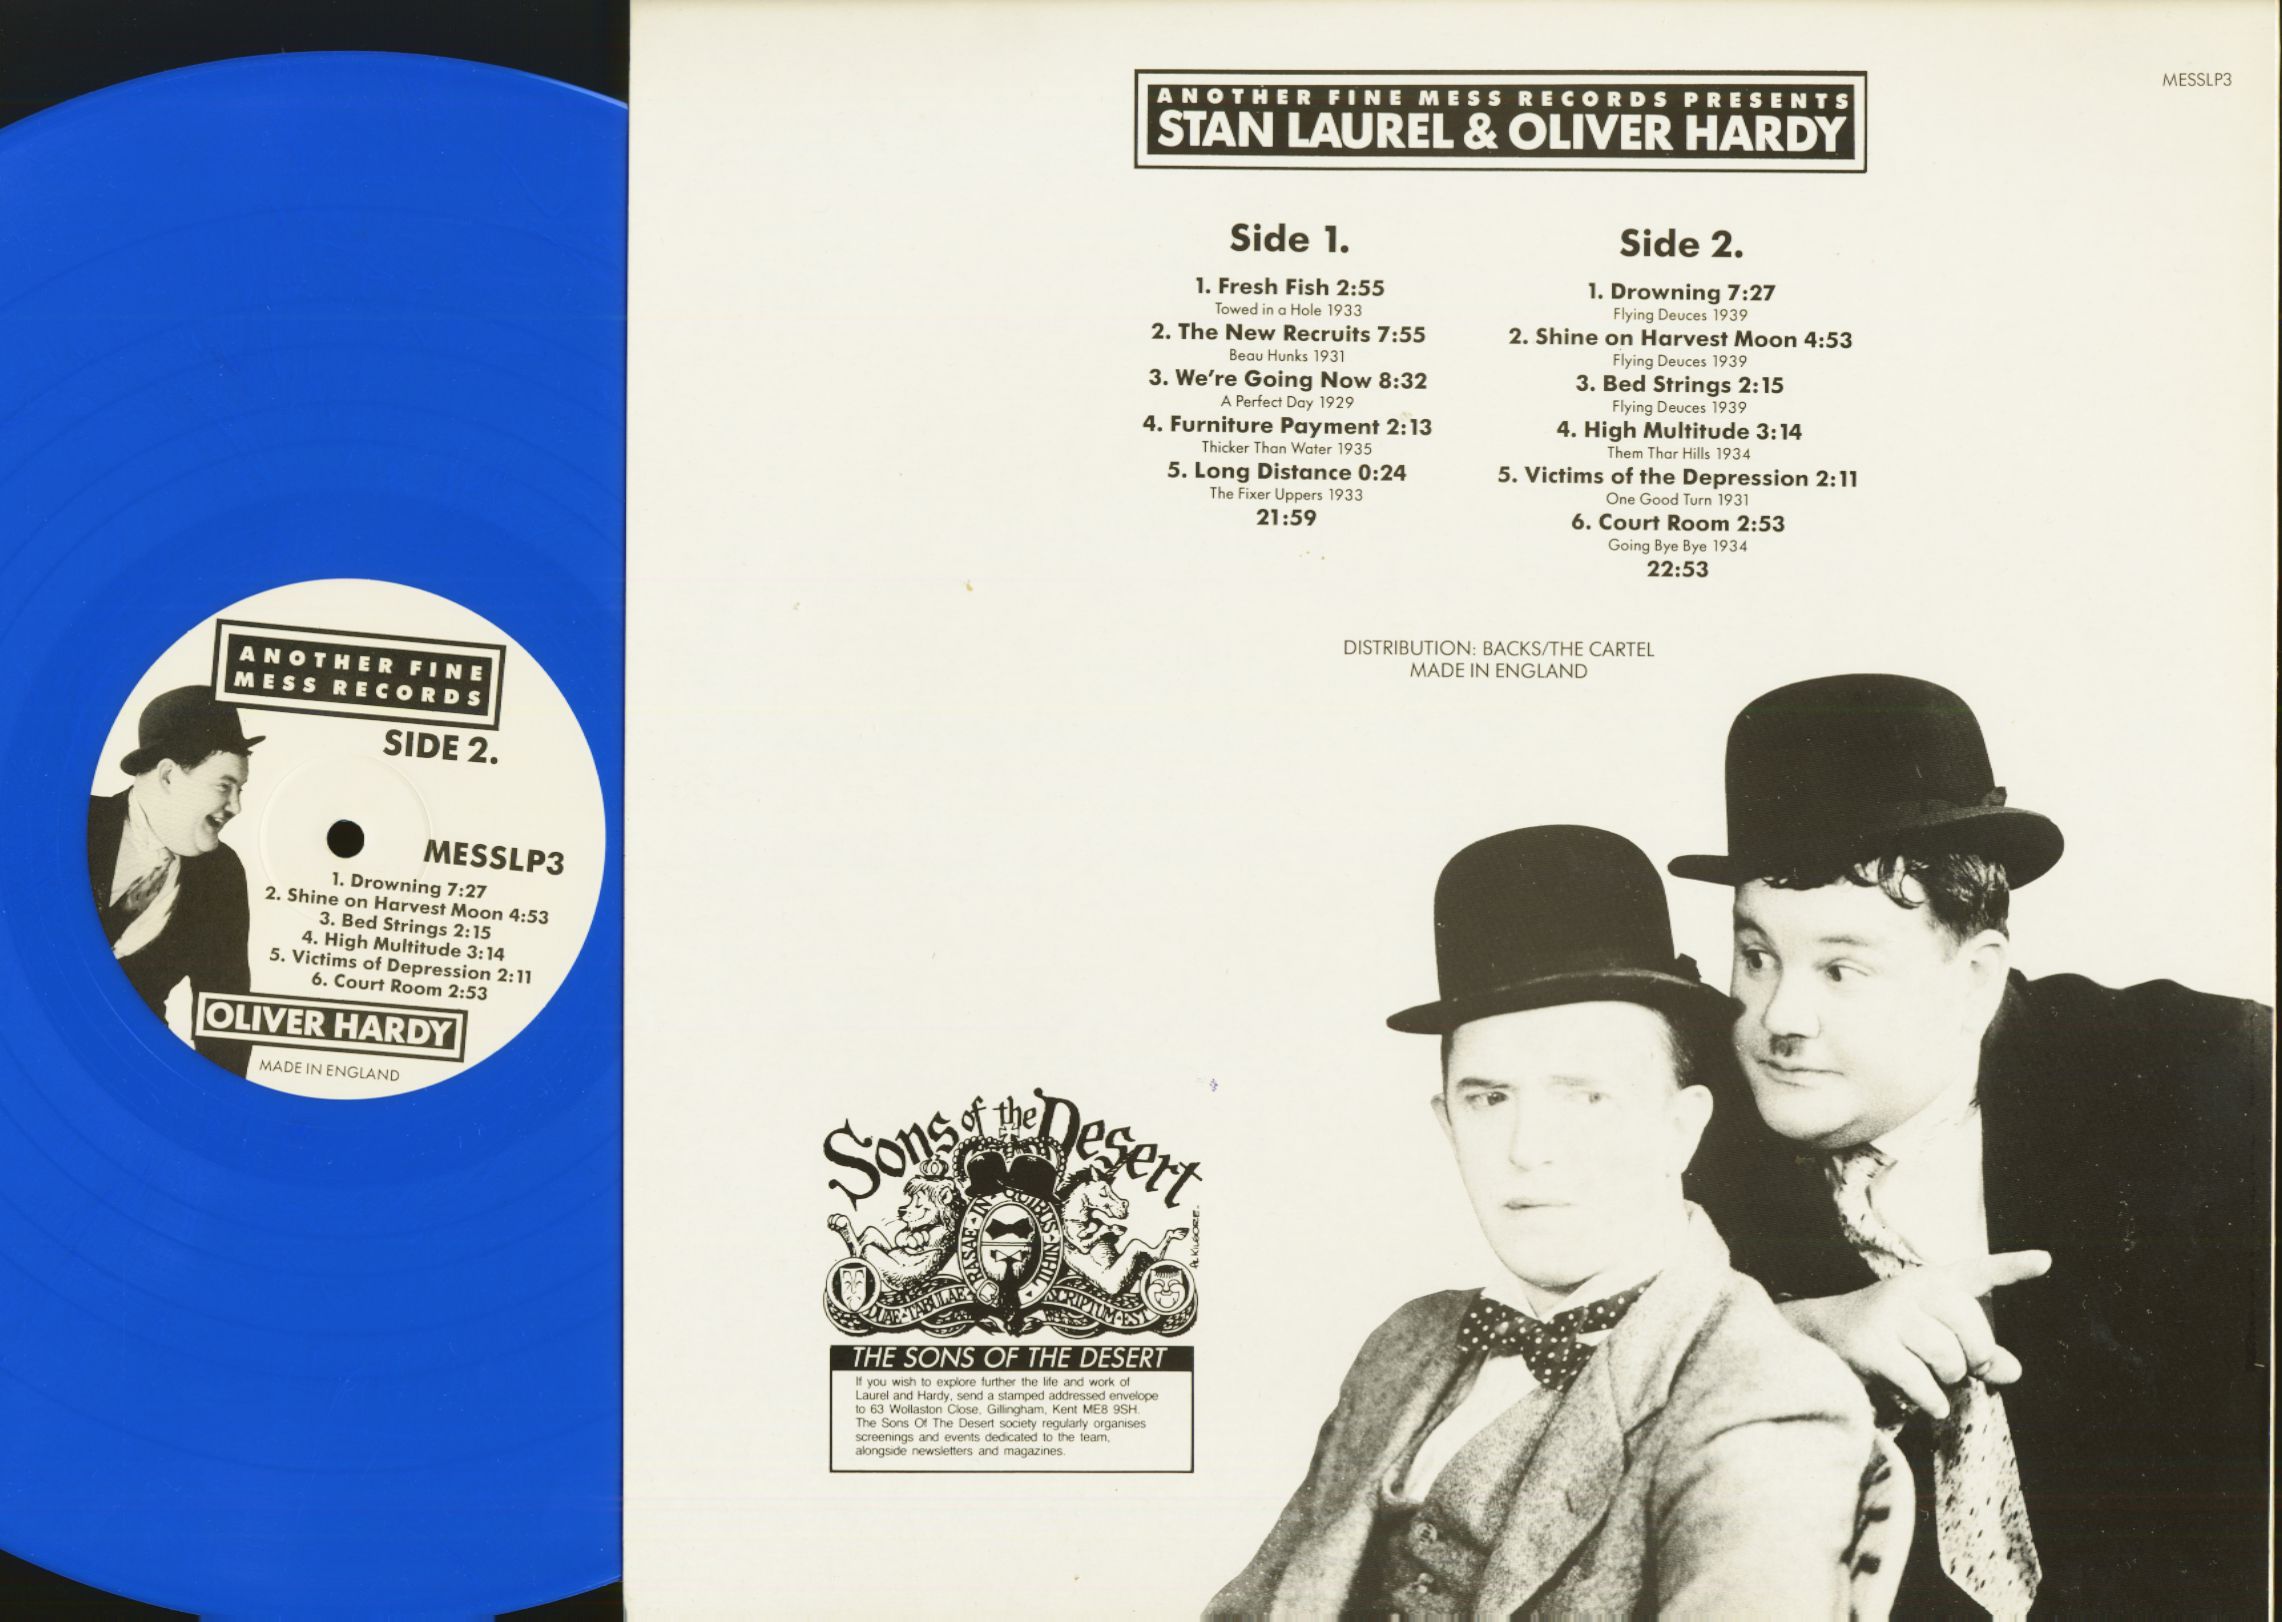 ANOTHER FINE
MESS RECORDS
SIDE 2.
MESSLP3
1. Drowning 7:27
2. Shine on Harvest Moon 4:53
3. Bed Strings 2:15
4. High Multitude 3:14
5. Victims of Depression 2:11
6. Court Room 2:53
OLIVER HARDY
MADE IN ENGLAND
MESSLP3
ANOTHER FINE MESS RECORDS PRESENTS
STAN LAUREL & OLIVER HARDY
Side 1.
1. Fresh Fish 2:55
Towed in a Hole 1933
2. The New Recruits 7:55
Beau Hunks 1931
3. We're Going Now 8:32
A Perfect Day 1929
4. Furniture Payment 2:13
Thicker Than Water 1935
5. Long Distance 0:24
The Fixer Uppers 1933
21:59
Side 2.
1. Drowning 7:27
Flying Deuces 1939
2. Shine on Harvest Moon 4:53
Flying Deuces 1939
3. Bed Strings 2:15
Flying Deuces 1939
4. High Multitude 3:14
Them Thar Hills 1934
5. Victims of the Depression 2:11
One Good Turn 1931
6. Court Room 2:53
Going Bye Bye 1934
22:53
DISTRIBUTION: BACKS/THE CARTEL
MADE IN ENGLAND
Sons of the Desert
DUAE · TABULAE · RASAE · IN · QUIBUS · NIHIL · SCRIPTUM · EST
AL KILGORE.
THE SONS OF THE DESERT
If you wish to explore further the life and work of
Laurel and Hardy, send a stamped addressed envelope
to 63 Wollaston Close, Gillingham, Kent ME8 9SH.
The Sons Of The Desert society regularly organises
screenings and events dedicated to the team,
alongside newsletters and magazines.